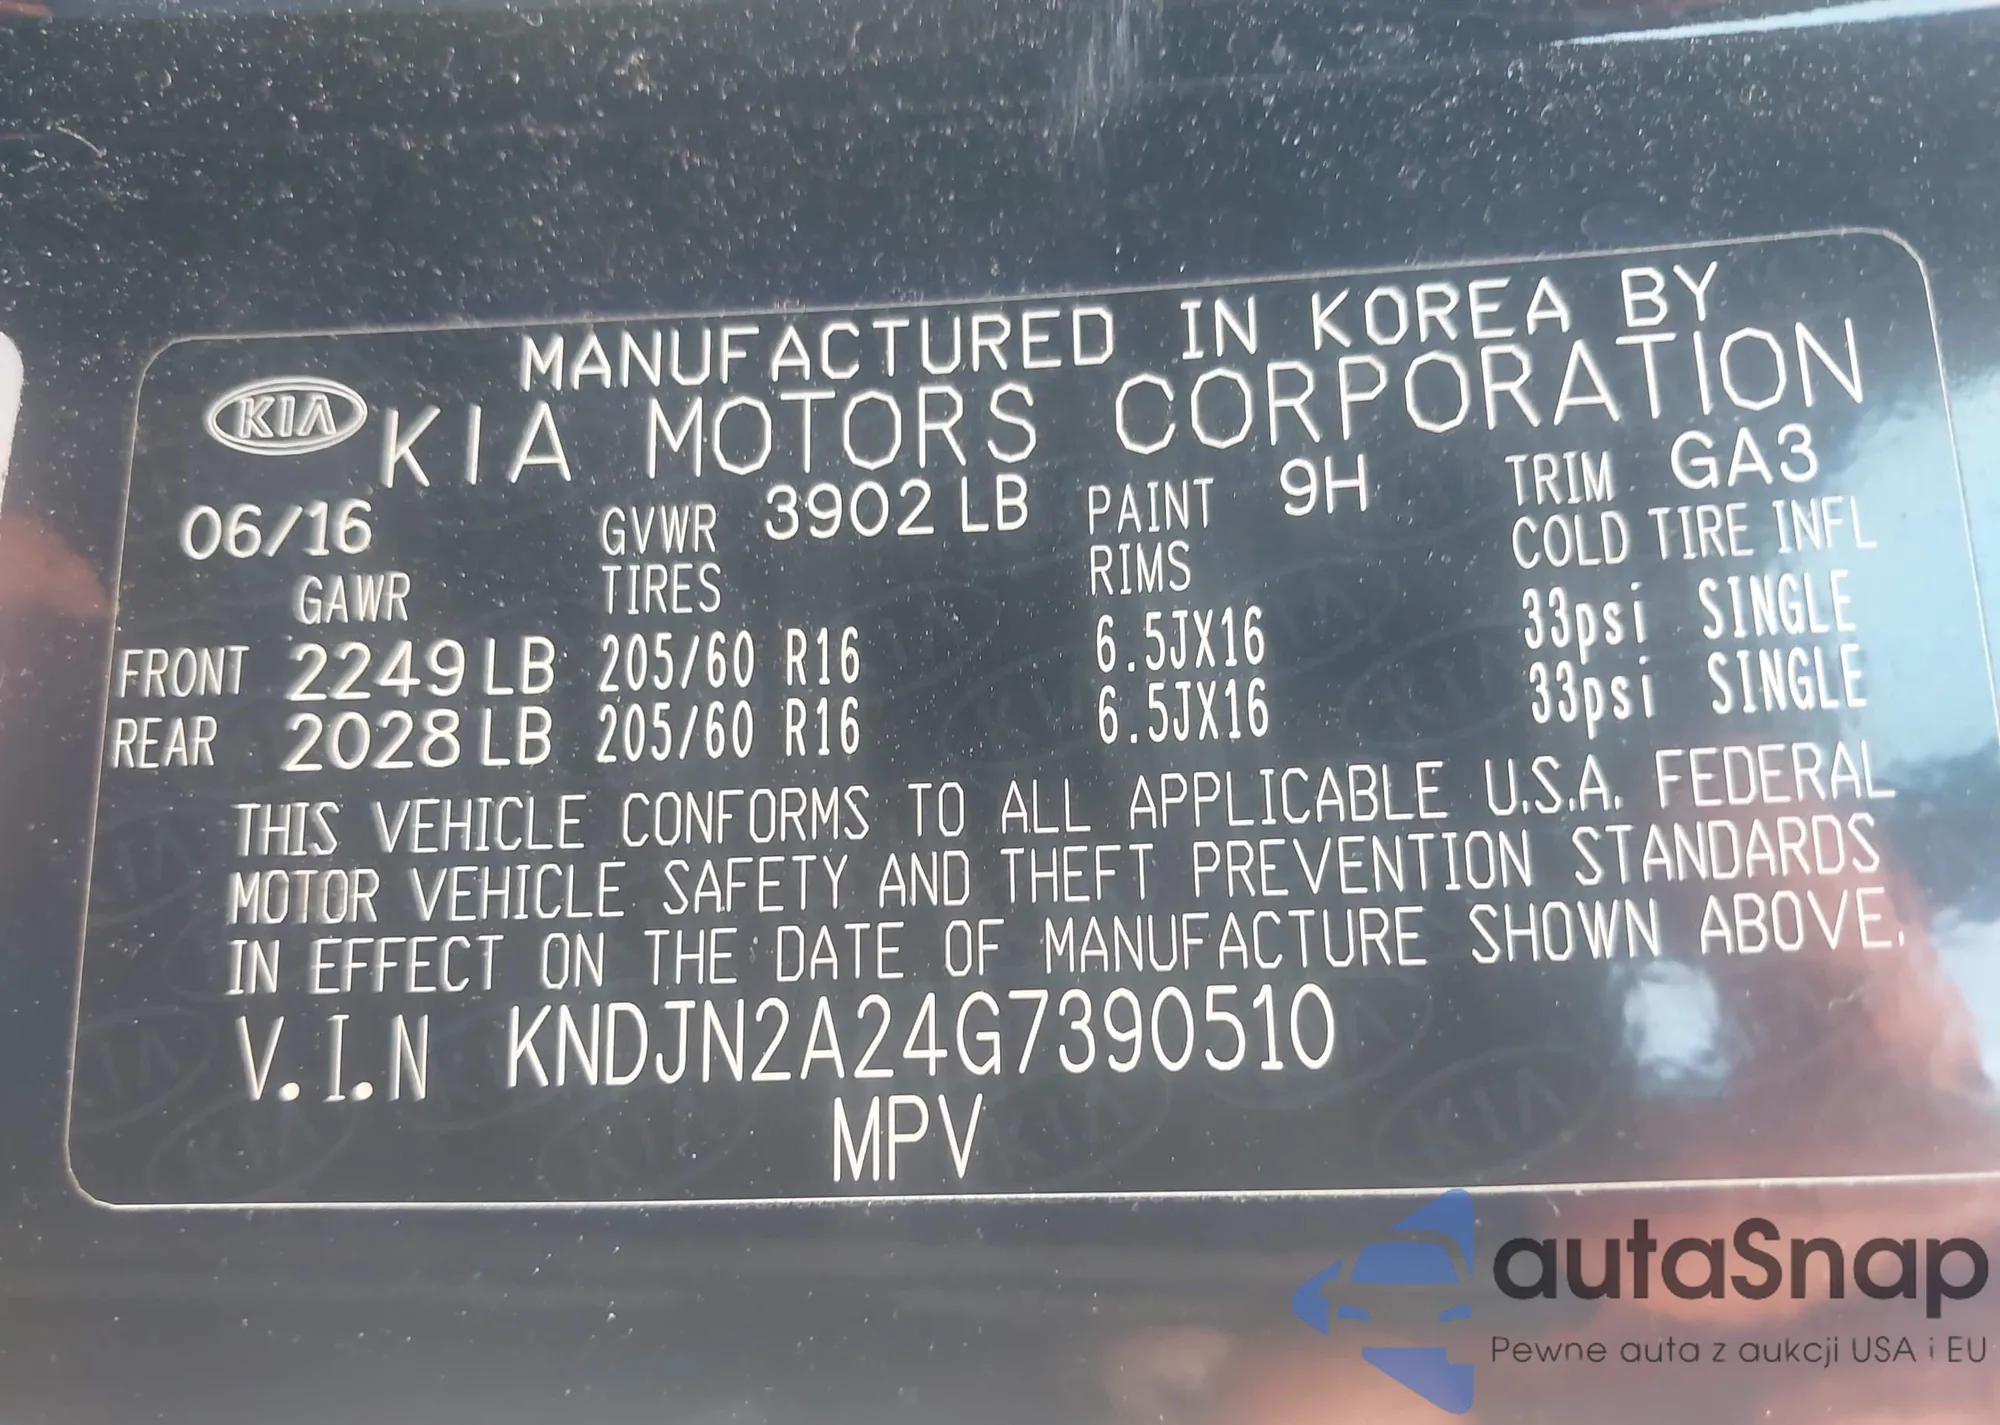 MANUFACTURED IN KOREA BY
KIA KIA MOTORS CORPORATION
06/16 GVWR 3902 LB PAINT 9H TRIM GA3
GAWR TIRES RIMS COLD TIRE INFL
FRONT 2249 LB 205/60 R16 6.5JX16 33psi SINGLE
REAR 2028 LB 205/60 R16 6.5JX16 33psi SINGLE
THIS VEHICLE CONFORMS TO ALL APPLICABLE U.S.A. FEDERAL
MOTOR VEHICLE SAFETY AND THEFT PREVENTION STANDARDS
IN EFFECT ON THE DATE OF MANUFACTURE SHOWN ABOVE.
V.I.N KNDJN2A24G7390510
MPV
autaSnap
Pewne auta z aukcji USA i EU